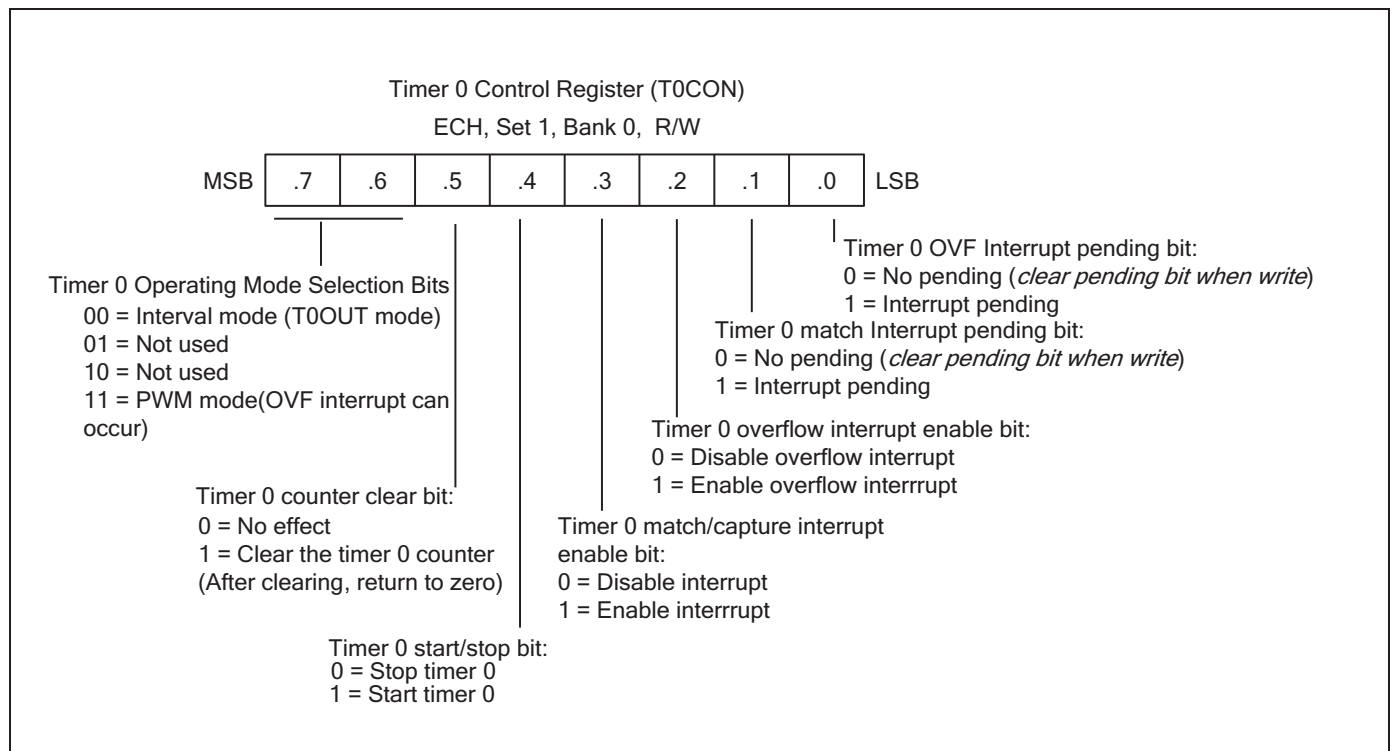 Timer 0 Control Register (T0CON)
ECH, Set 1, Bank 0, R/W
MSB .7 .6 .5 .4 .3 .2 .1 .0 LSB
Timer 0 OVF Interrupt pending bit:
0 = No pending (clear pending bit when write)
1 = Interrupt pending
Timer 0 Operating Mode Selection Bits
00 = Interval mode (T0OUT mode)
01 = Not used
10 = Not used
11 = PWM mode(OVF interrupt can
occur)
Timer 0 match Interrupt pending bit:
0 = No pending (clear pending bit when write)
1 = Interrupt pending
Timer 0 overflow interrupt enable bit:
0 = Disable overflow interrupt
1 = Enable overflow interrrupt
Timer 0 counter clear bit:
0 = No effect
1 = Clear the timer 0 counter
(After clearing, return to zero)
Timer 0 match/capture interrupt
enable bit:
0 = Disable interrupt
1 = Enable interrrupt
Timer 0 start/stop bit:
0 = Stop timer 0
1 = Start timer 0